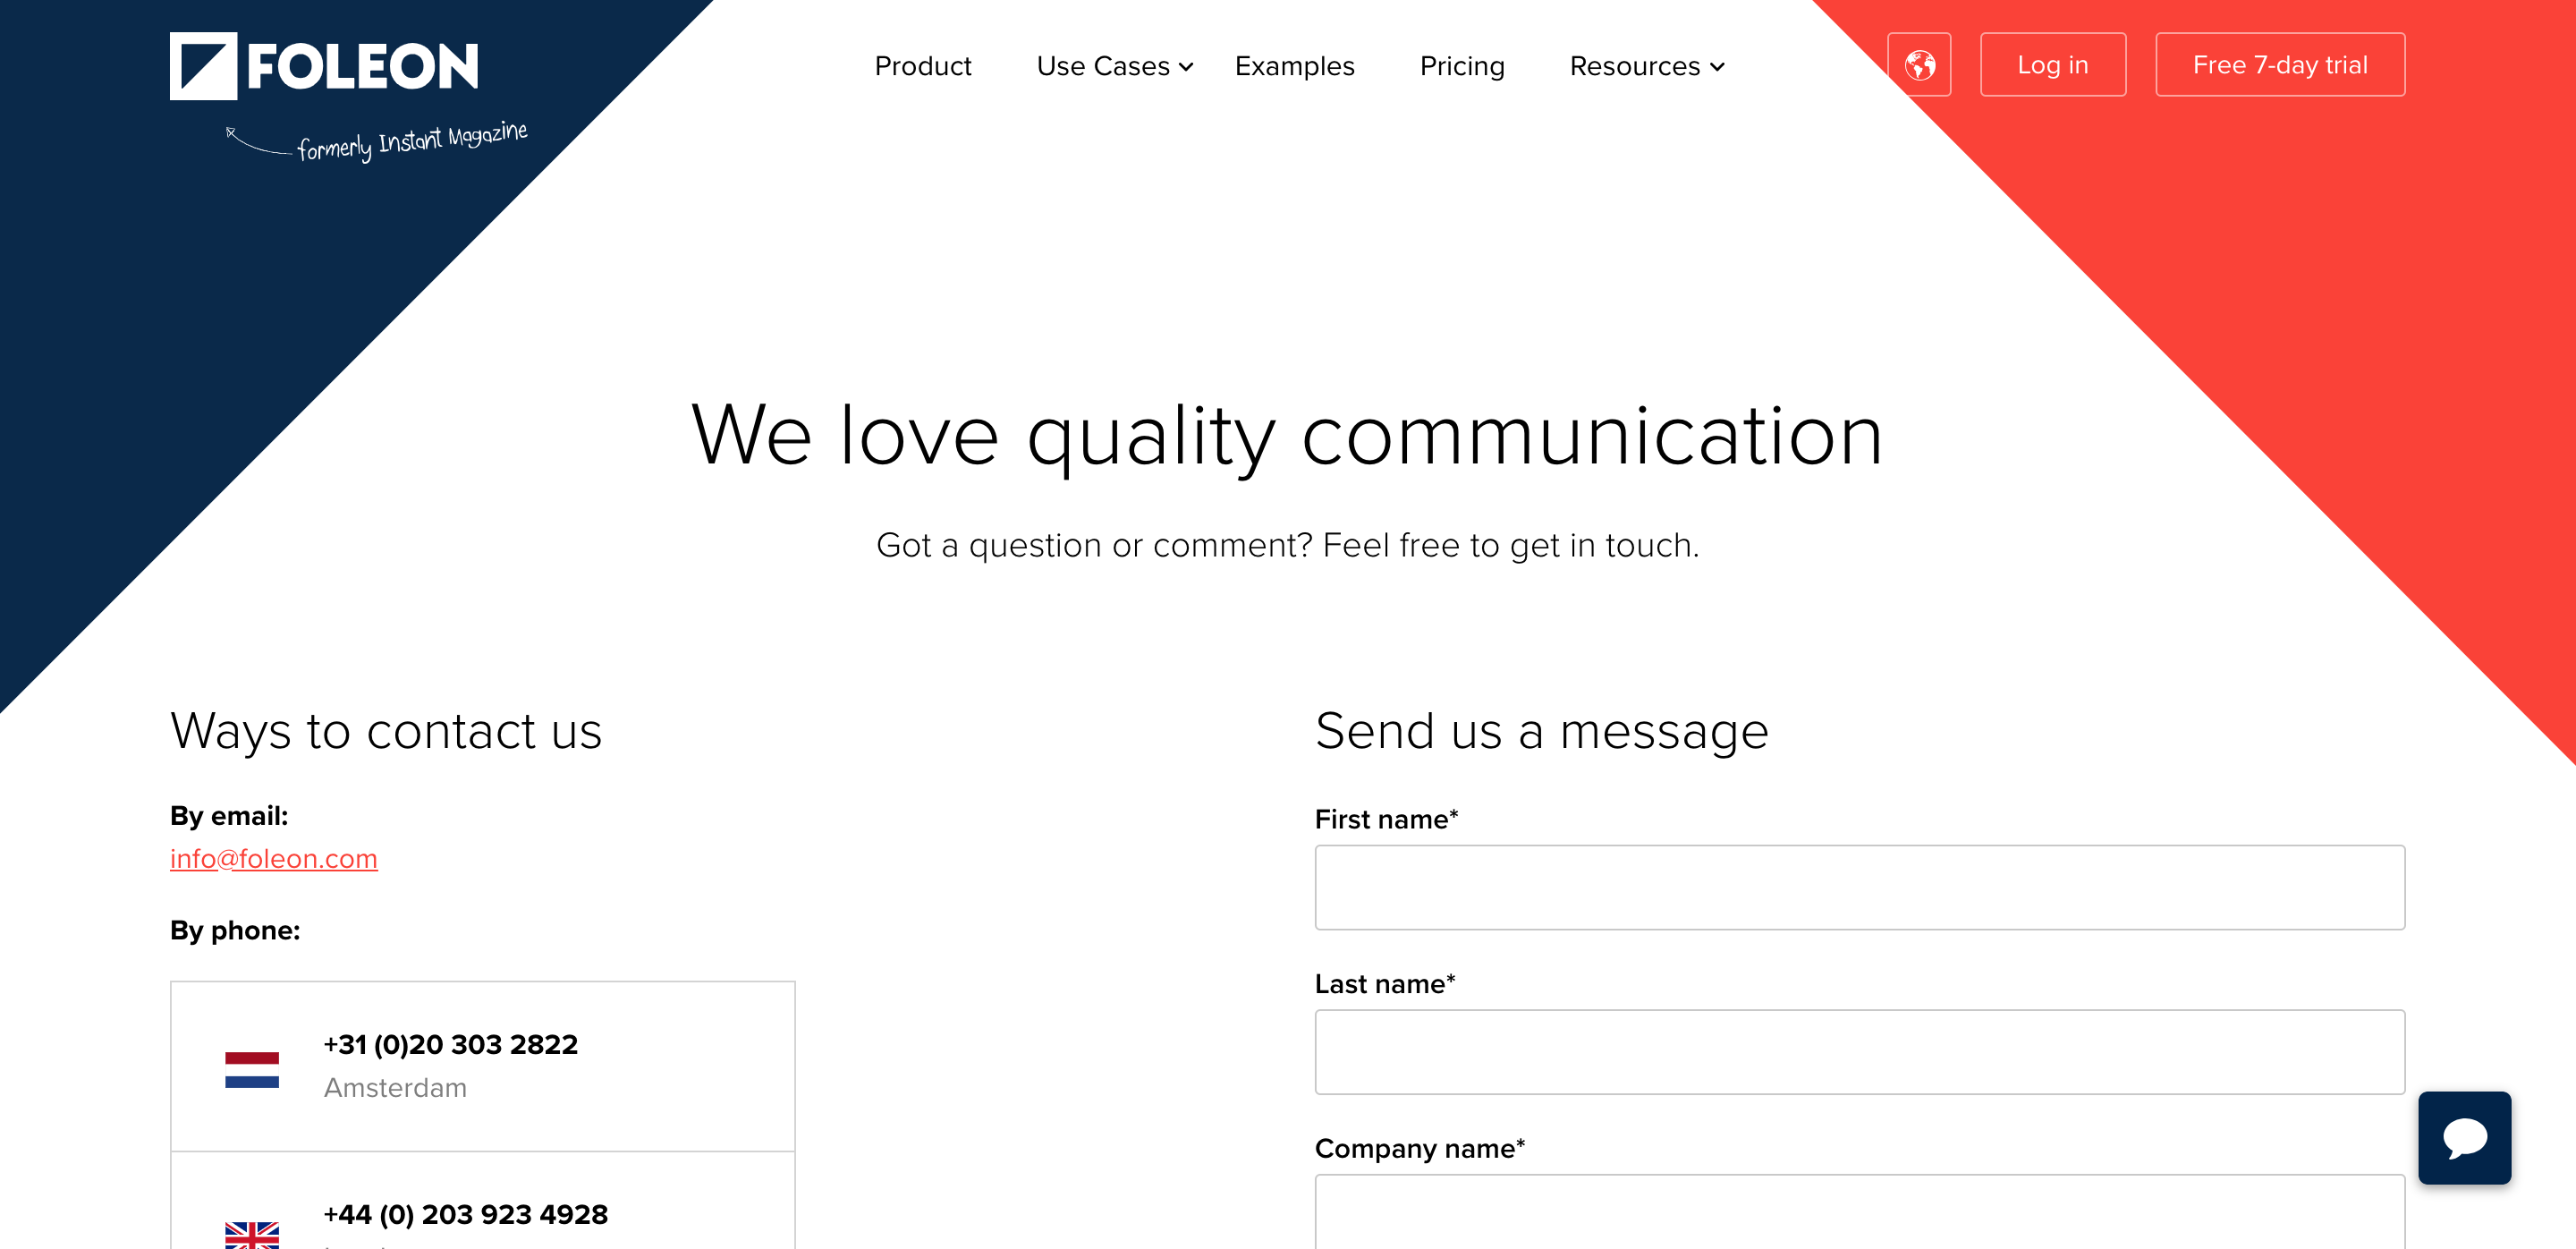 FOLEON
formerly Instant Magazine
Product Use Cases Examples Pricing Resources
Log in
Free 7-day trial
We love quality communication
Got a question or comment? Feel free to get in touch.
Ways to contact us
By email:
info@foleon.com
By phone:
+31 (0)20 303 2822
Amsterdam
+44 (0) 203 923 4928
Send us a message
First name*
Last name*
Company name*